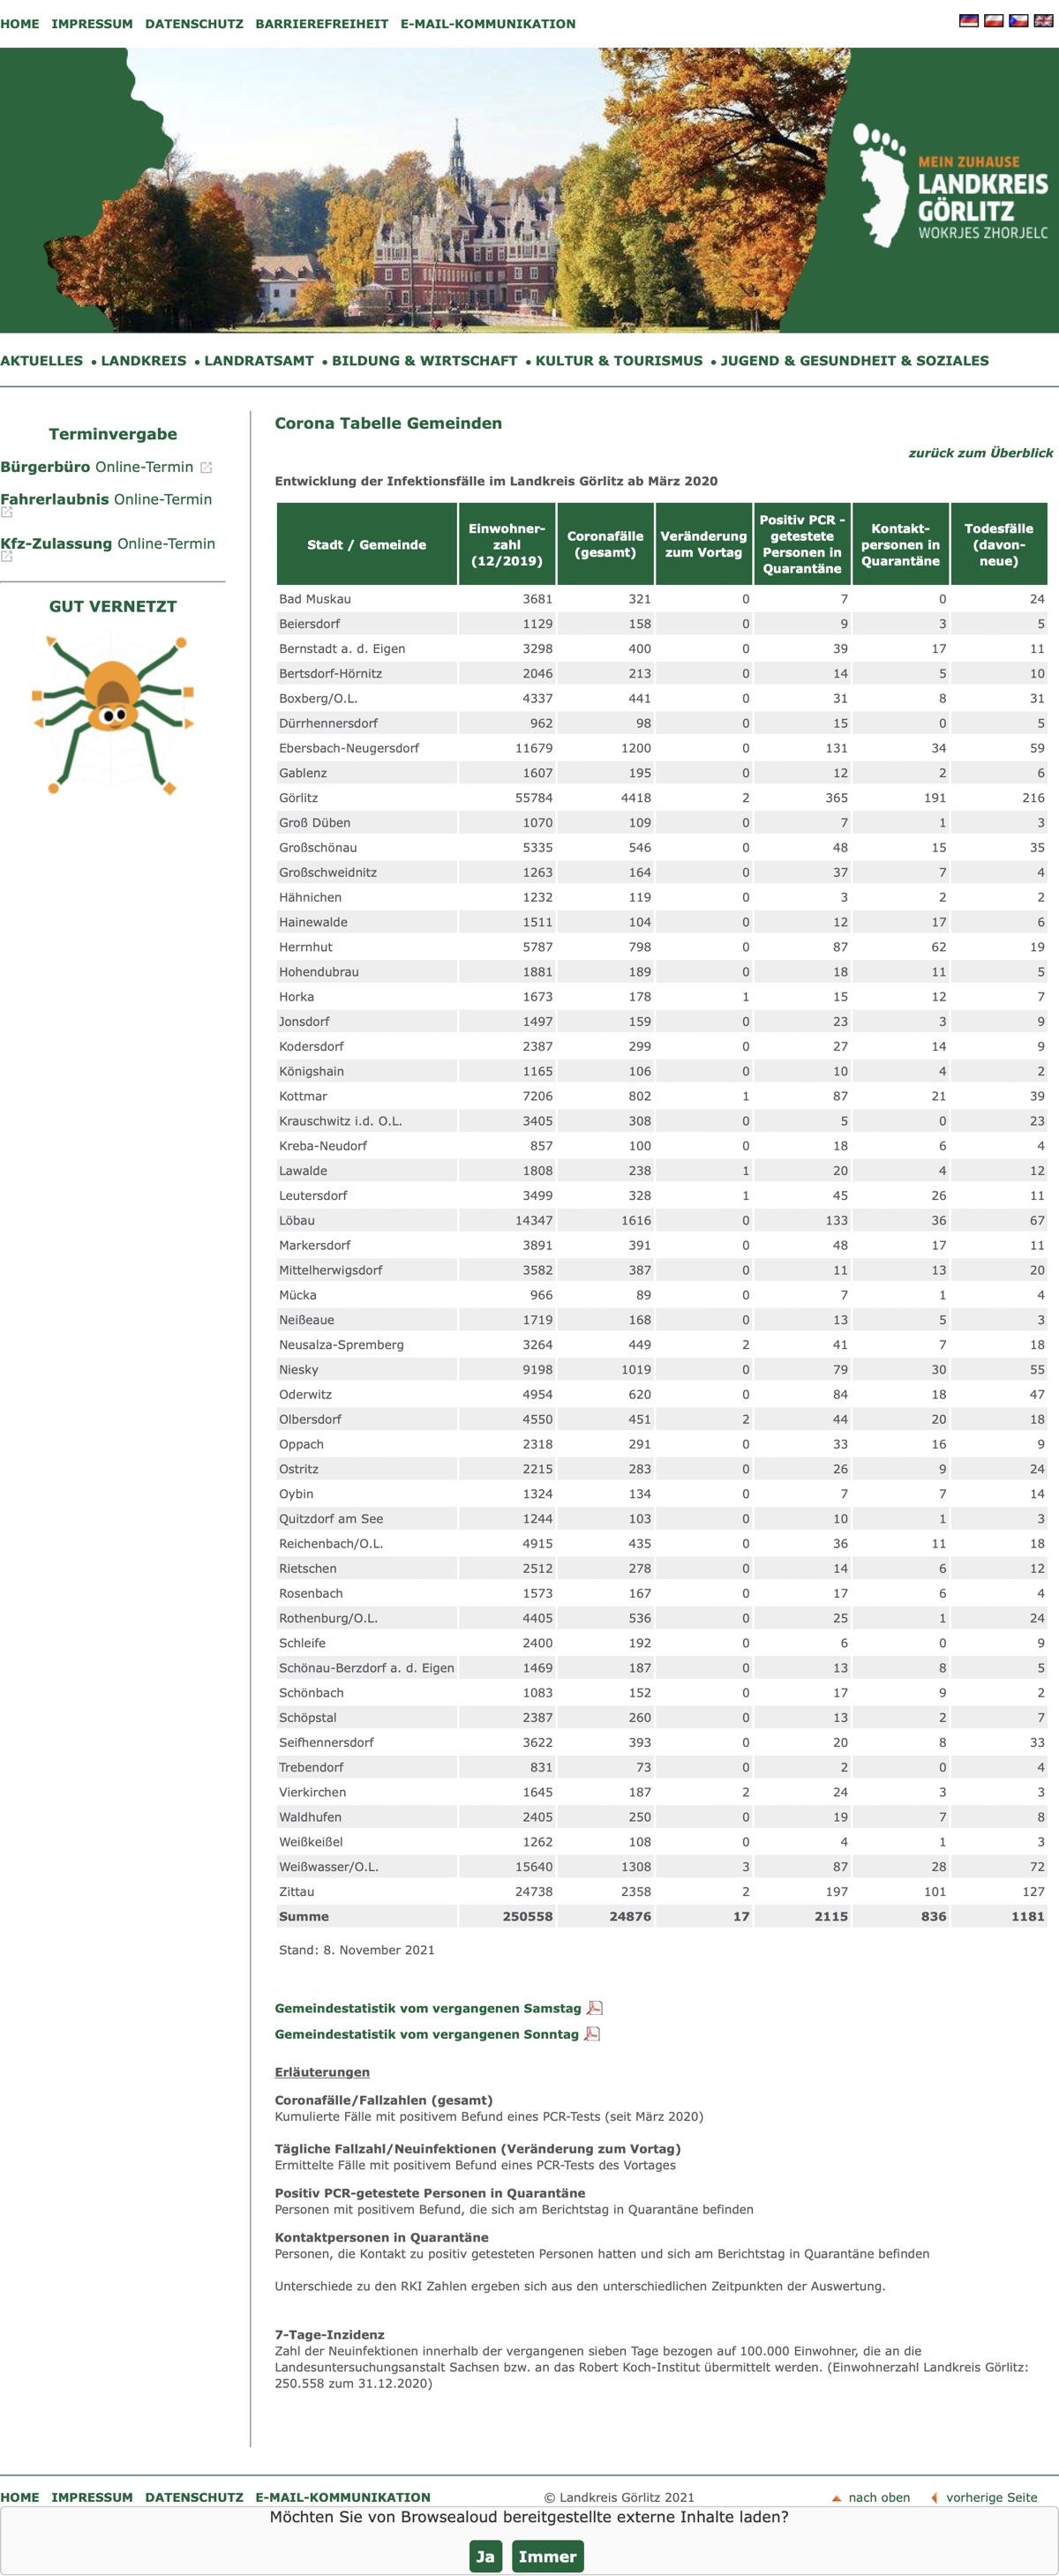 HOME IMPRESSUM DATENSCHUTZ BARRIEREFREIHEIT E-MAIL-KOMMUNIKATION
MEIN ZUHAUSE
LANDKREIS
GÖRLITZ
WOKRJES ZHORJELC
AKTUELLES • LANDKREIS • LANDRATSAMT • BILDUNG & WIRTSCHAFT • KULTUR & TOURISMUS • JUGEND & GESUNDHEIT & SOZIALES
Terminvergabe
Bürgerbüro Online-Termin
Fahrerlaubnis Online-Termin
Kfz-Zulassung Online-Termin
GUT VERNETZT
Corona Tabelle Gemeinden
zurück zum Überblick
Entwicklung der Infektionsfälle im Landkreis Görlitz ab März 2020
Stadt / Gemeinde
Einwohner-
zahl
(12/2019)
Coronafälle
(gesamt)
Veränderung
zum Vortag
Positiv PCR -
getestete
Personen in
Quarantäne
Kontakt-
personen in
Quarantäne
Todesfälle
(davon-
neue)
Bad Muskau 3681 321 0 7 0 24
Beiersdorf 1129 158 0 9 3 5
Bernstadt a. d. Eigen 3298 400 0 39 17 11
Bertsdorf-Hörnitz 2046 213 0 14 5 10
Boxberg/O.L. 4337 441 0 31 8 31
Dürrhennersdorf 962 98 0 15 0 5
Ebersbach-Neugersdorf 11679 1200 0 131 34 59
Gablenz 1607 195 0 12 2 6
Görlitz 55784 4418 2 365 191 216
Groß Düben 1070 109 0 7 1 3
Großschönau 5335 546 0 48 15 35
Großschweidnitz 1263 164 0 37 7 4
Hähnichen 1232 119 0 3 2 2
Hainewalde 1511 104 0 12 17 6
Herrnhut 5787 798 0 87 62 19
Hohendubrau 1881 189 0 18 11 5
Horka 1673 178 1 15 12 7
Jonsdorf 1497 159 0 23 3 9
Kodersdorf 2387 299 0 27 14 9
Königshain 1165 106 0 10 4 2
Kottmar 7206 802 1 87 21 39
Krauschwitz i.d. O.L. 3405 308 0 5 0 23
Kreba-Neudorf 857 100 0 18 6 4
Lawalde 1808 238 1 20 4 12
Leutersdorf 3499 328 1 45 26 11
Löbau 14347 1616 0 133 36 67
Markersdorf 3891 391 0 48 17 11
Mittelherwigsdorf 3582 387 0 11 13 20
Mücka 966 89 0 7 1 4
Neißeaue 1719 168 0 13 5 3
Neusalza-Spremberg 3264 449 2 41 7 18
Niesky 9198 1019 0 79 30 55
Oderwitz 4954 620 0 84 18 47
Olbersdorf 4550 451 2 44 20 18
Oppach 2318 291 0 33 16 9
Ostritz 2215 283 0 26 9 24
Oybin 1324 134 0 7 7 14
Quitzdorf am See 1244 103 0 10 1 3
Reichenbach/O.L. 4915 435 0 36 11 18
Rietschen 2512 278 0 14 6 12
Rosenbach 1573 167 0 17 6 4
Rothenburg/O.L. 4405 536 0 25 1 24
Schleife 2400 192 0 6 0 9
Schönau-Berzdorf a. d. Eigen 1469 187 0 13 8 5
Schönbach 1083 152 0 17 9 2
Schöpstal 2387 260 0 13 2 7
Seifhennersdorf 3622 393 0 20 8 33
Trebendorf 831 73 0 2 0 4
Vierkirchen 1645 187 2 24 3 3
Waldhufen 2405 250 0 19 7 8
Weißkeißel 1262 108 0 4 1 3
Weißwasser/O.L. 15640 1308 3 87 28 72
Zittau 24738 2358 2 197 101 127
Summe 250558 24876 17 2115 836 1181
Stand: 8. November 2021
Gemeindestatistik vom vergangenen Samstag
Gemeindestatistik vom vergangenen Sonntag
Erläuterungen
Coronafälle/Fallzahlen (gesamt)
Kumulierte Fälle mit positivem Befund eines PCR-Tests (seit März 2020)
Tägliche Fallzahl/Neuinfektionen (Veränderung zum Vortag)
Ermittelte Fälle mit positivem Befund eines PCR-Tests des Vortages
Positiv PCR-getestete Personen in Quarantäne
Personen mit positivem Befund, die sich am Berichtstag in Quarantäne befinden
Kontaktpersonen in Quarantäne
Personen, die Kontakt zu positiv getesteten Personen hatten und sich am Berichtstag in Quarantäne befinden
Unterschiede zu den RKI Zahlen ergeben sich aus den unterschiedlichen Zeitpunkten der Auswertung.
7-Tage-Inzidenz
Zahl der Neuinfektionen innerhalb der vergangenen sieben Tage bezogen auf 100.000 Einwohner, die an die
Landesuntersuchungsanstalt Sachsen bzw. an das Robert Koch-Institut übermittelt werden. (Einwohnerzahl Landkreis Görlitz:
250.558 zum 31.12.2020)
HOME IMPRESSUM DATENSCHUTZ E-MAIL-KOMMUNIKATION © Landkreis Görlitz 2021 nach oben vorherige Seite
Möchten Sie von Browsealoud bereitgestellte externe Inhalte laden?
Ja Immer